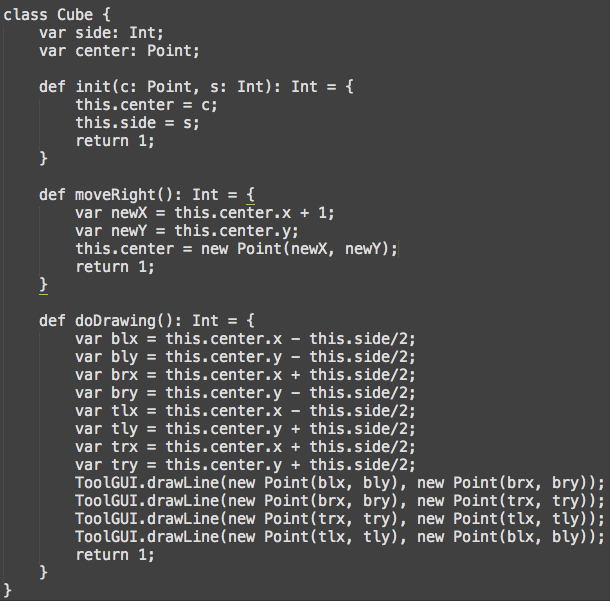 class Cube {
    var side: Int;
    var center: Point;

    def init(c: Point, s: Int): Int = {
        this.center = c;
        this.side = s;
        return 1;
    }

    def moveRight(): Int = {
        var newX = this.center.x + 1;
        var newY = this.center.y;
        this.center = new Point(newX, newY);
        return 1;
    }

    def doDrawing(): Int = {
        var blx = this.center.x - this.side/2;
        var bly = this.center.y - this.side/2;
        var brx = this.center.x + this.side/2;
        var bry = this.center.y - this.side/2;
        var tlx = this.center.x - this.side/2;
        var tly = this.center.y + this.side/2;
        var trx = this.center.x + this.side/2;
        var try = this.center.y + this.side/2;
        ToolGUI.drawLine(new Point(blx, bly), new Point(brx, bry));
        ToolGUI.drawLine(new Point(brx, bry), new Point(trx, try));
        ToolGUI.drawLine(new Point(trx, try), new Point(tlx, tly));
        ToolGUI.drawLine(new Point(tlx, tly), new Point(blx, bly));
        return 1;
    }
}